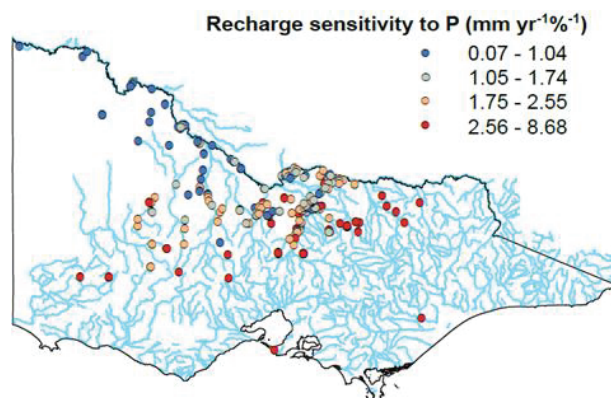 Recharge sensitivity to P (mm yr⁻¹%⁻¹)
0.07 - 1.04
1.05 - 1.74
1.75 - 2.55
2.56 - 8.68